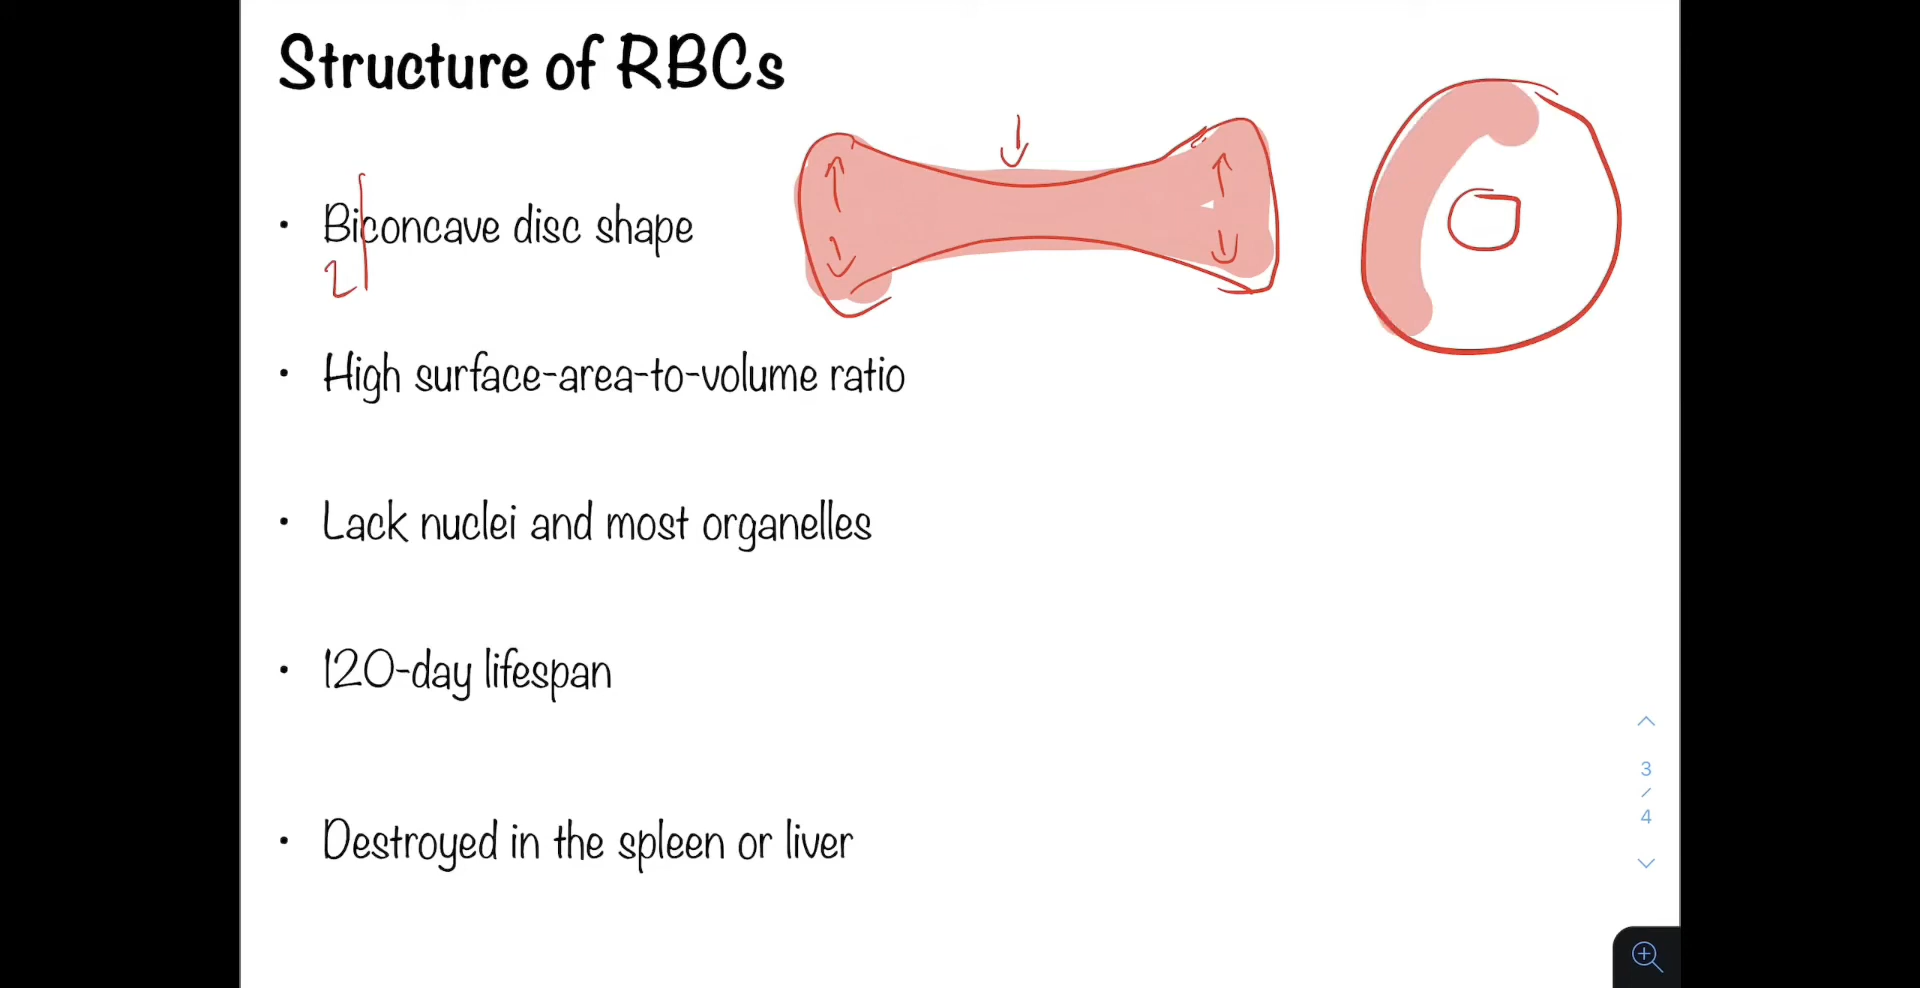 Structure of RBCs
• Biconcave disc shape
2
• High surface-area-to-volume ratio
• Lack nuclei and most organelles
• 120-day lifespan
• Destroyed in the spleen or liver
3
/
4